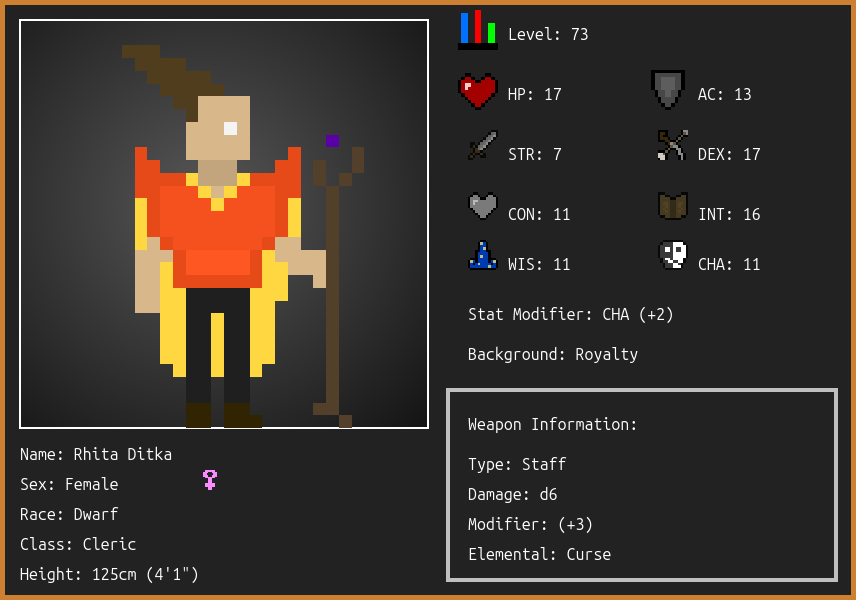 Level: 73
HP: 17
AC: 13
STR: 7
DEX: 17
CON: 11
INT: 16
WIS: 11
CHA: 11
Stat Modifier: CHA (+2)
Background: Royalty
Name: Rhita Ditka
Sex: Female
Race: Dwarf
Class: Cleric
Height: 125cm (4'1")
Weapon Information:
Type: Staff
Damage: d6
Modifier: (+3)
Elemental: Curse